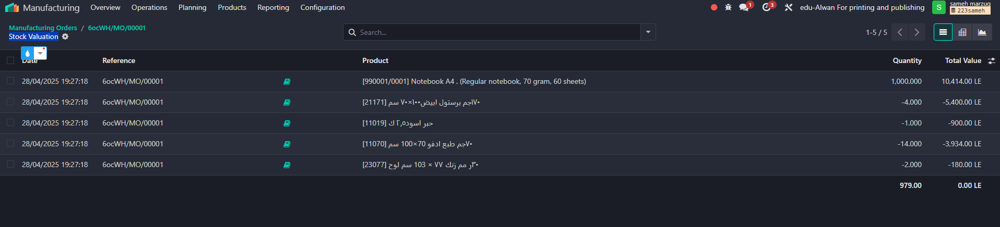 Manufacturing Overview Operations Planning Products Reporting Configuration 1 3 edu-Alwan For printing and publishing S sameh marzuq
223sameh
Manufacturing Orders / 6ocWH/MO/00001
Stock Valuation
Search...
1-5 / 5
Date Reference Product Quantity Total Value
28/04/2025 19:27:18 6ocWH/MO/00001 [990001/0001] Notebook A4 . (Regular notebook, 70 gram, 60 sheets) 1,000.000 10,414.00 LE
28/04/2025 19:27:18 6ocWH/MO/00001 [21171] ١٧٠جم برستول ابيض١٠٠×٧٠ سم -4.000 -5,400.00 LE
28/04/2025 19:27:18 6ocWH/MO/00001 [11019] حبر اسود٢,٥ ك -1.000 -900.00 LE
28/04/2025 19:27:18 6ocWH/MO/00001 [11070] ٧٠جم طبع ادفو 70×100 سم -14.000 -3,934.00 LE
28/04/2025 19:27:18 6ocWH/MO/00001 [23077] ٣٠ر مم زنك ٧٧ × 103 سم لوح -2.000 -180.00 LE
979.00 0.00 LE